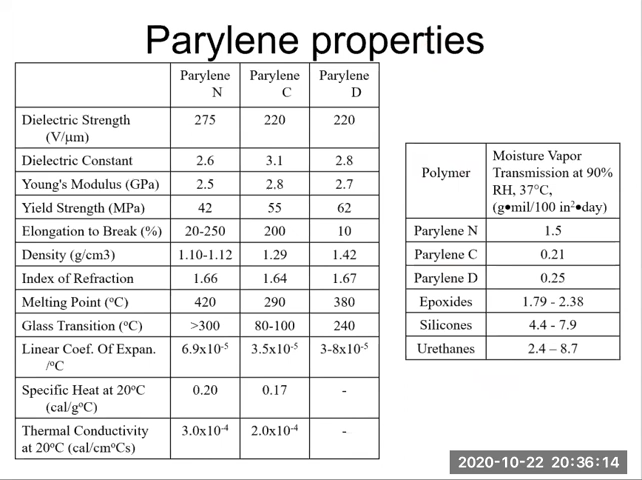 Parylene properties
Parylene N Parylene C Parylene D
Dielectric Strength (V/μm) 275 220 220
Dielectric Constant 2.6 3.1 2.8
Young's Modulus (GPa) 2.5 2.8 2.7
Yield Strength (MPa) 42 55 62
Elongation to Break (%) 20-250 200 10
Density (g/cm3) 1.10-1.12 1.29 1.42
Index of Refraction 1.66 1.64 1.67
Melting Point (ºC) 420 290 380
Glass Transition (ºC) >300 80-100 240
Linear Coef. Of Expan. /ºC 6.9x10⁻⁵ 3.5x10⁻⁵ 3-8x10⁻⁵
Specific Heat at 20ºC (cal/gºC) 0.20 0.17 -
Thermal Conductivity at 20ºC (cal/cmºCs) 3.0x10⁻⁴ 2.0x10⁻⁴ -
Polymer Moisture Vapor Transmission at 90% RH, 37°C, (g•mil/100 in²•day)
Parylene N 1.5
Parylene C 0.21
Parylene D 0.25
Epoxides 1.79 - 2.38
Silicones 4.4 - 7.9
Urethanes 2.4 – 8.7
2020-10-22 20:36:14